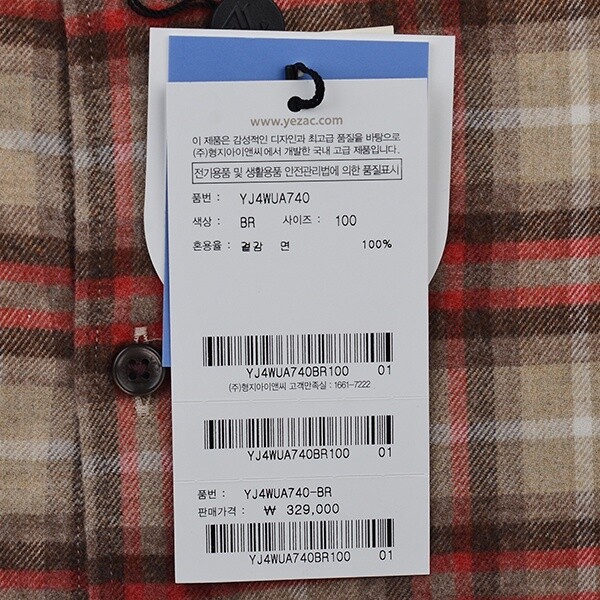 www.yezac.com
이 제품은 감성적인 디자인과 최고급 품질을 바탕으로
(주)형지아이앤씨에서 개발한 국내 고급 제품입니다.
전기용품 및 생활용품 안전관리법에 의한 품질표시
품번 : YJ4WUA740
색상 : BR 사이즈 : 100
혼용율 : 겉감 면 100%
YJ4WUA740BR100 01
(주)형지아이앤씨 고객만족실 : 1661-7222
YJ4WUA740BR100 01
품번 : YJ4WUA740-BR
판매가격 : ₩ 329,000
YJ4WUA740BR100 01